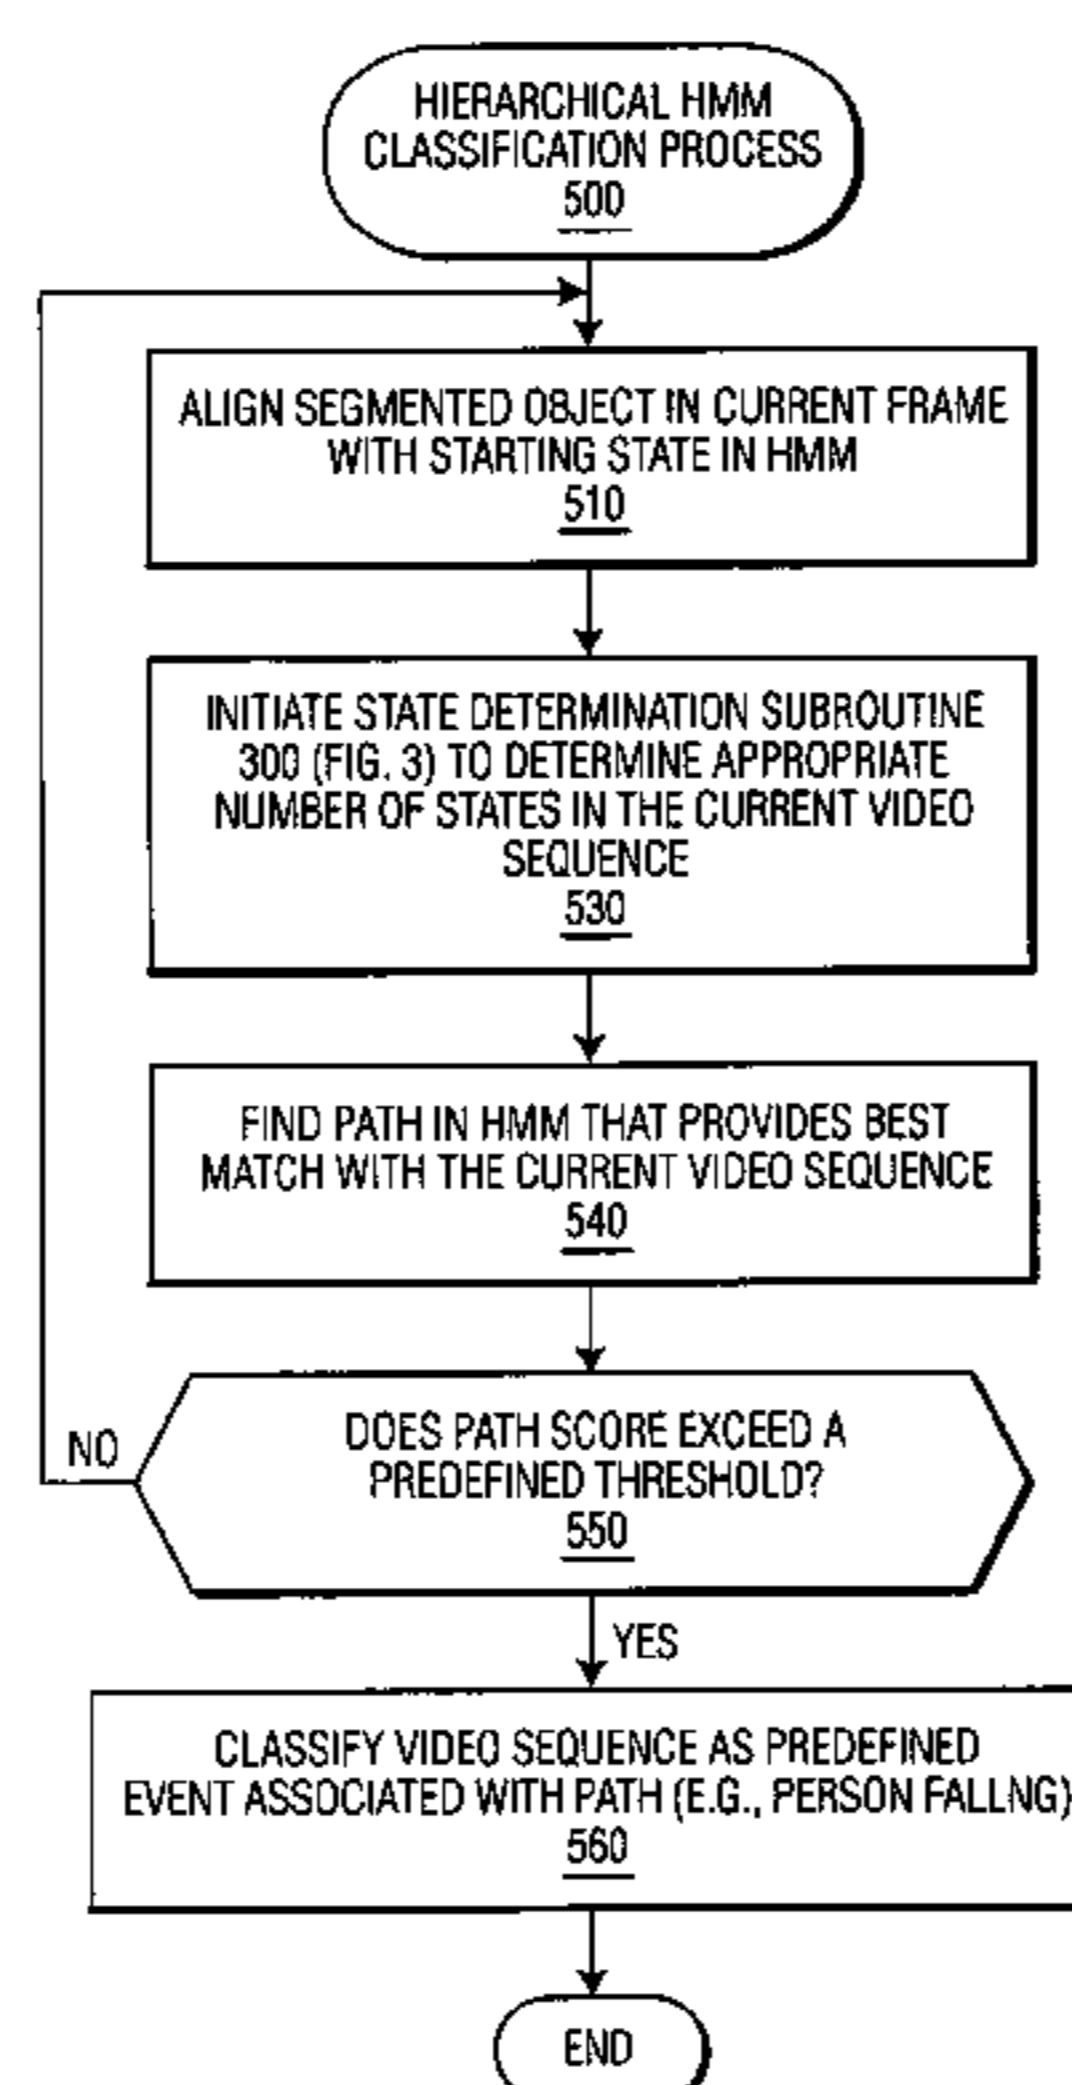 HIERARCHICAL HMM
CLASSIFICATION PROCESS
500
ALIGN SEGMENTED OBJECT IN CURRENT FRAME
WITH STARTING STATE IN HMM
510
INITIATE STATE DETERMINATION SUBROUTINE
300 (FIG. 3) TO DETERMINE APPROPRIATE
NUMBER OF STATES IN THE CURRENT VIDEO
SEQUENCE
530
FIND PATH IN HMM THAT PROVIDES BEST
MATCH WITH THE CURRENT VIDEO SEQUENCE
540
DOES PATH SCORE EXCEED A
PREDEFINED THRESHOLD?
550
NO
YES
CLASSIFY VIDEO SEQUENCE AS PREDEFINED
EVENT ASSOCIATED WITH PATH (E.G., PERSON FALLNG)
560
END